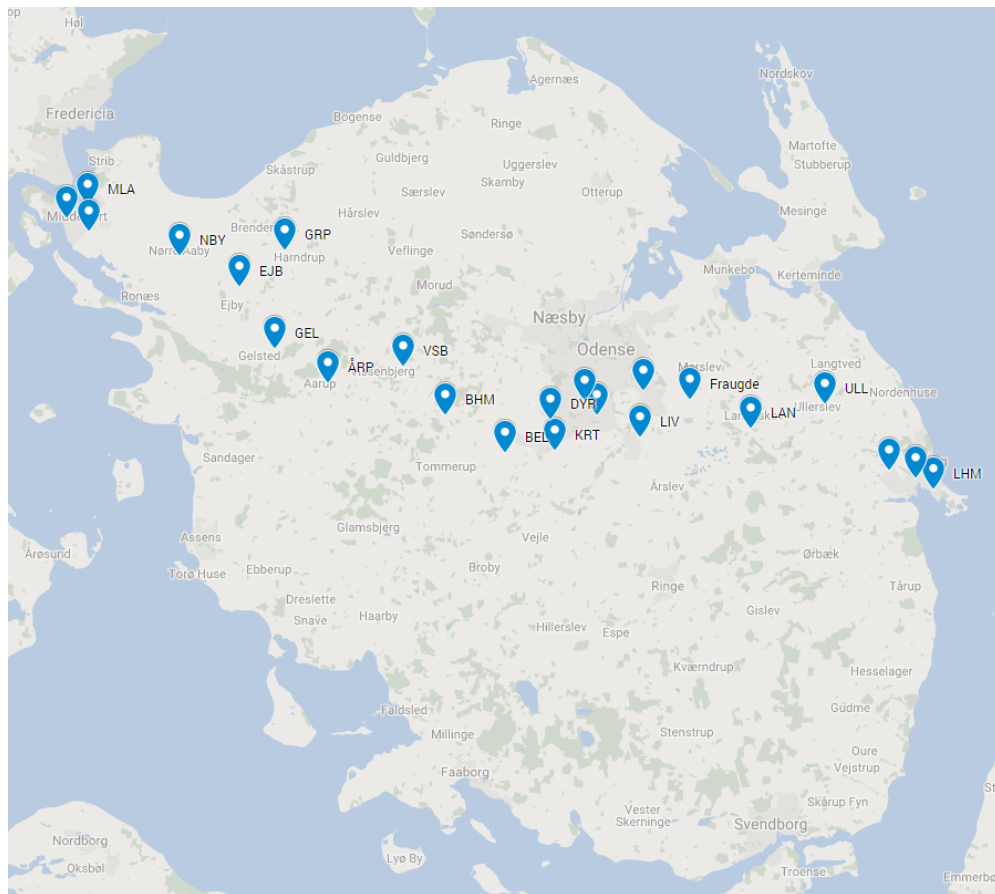 Høl
Nordskov
Agernæs
Fredericia
Bogense
Ringe
Martofte
Strib
Guldbjerg
Uggerslev
Stubberup
Skåstrup
Skamby
MLA
Særslev
Otterup
Hårslev
Mesinge
NBY
GRP
Søndersø
Veflinge
Harndrup
EJB
Munkebo
Kerteminde
Morud
Ronæs
Ejby
Næsby
GEL
Odense
VSB
Gelsted
Langtved
ÅRP
Aarup
Fraugde
ULL
Nordenhuse
BHM
DYR
LAN
Ullerslev
LIV
BEL
KRT
Sandager
Tommerup
LHM
Årslev
Glamsbjerg
Assens
Vejle
Årøsund
Ørbæk
Torø Huse
Ebberup
Broby
Ringe
Tårup
Dreslette
Snave
Haarby
Hillerslev
Espe
Gislev
Kværndrup
Hesselager
Faldsled
Gudme
Millinge
Stenstrup
Oure
Vejstrup
Faaborg
Skårup Fyn
Vester
Skerninge
Svendborg
Nordborg
Lyø By
Oksbøl
Troense